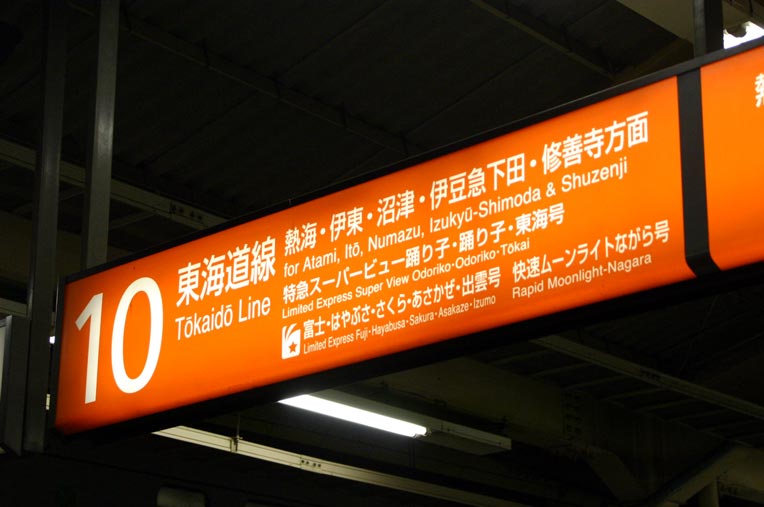 10
東海道線
Tōkaidō Line
熱海・伊東・沼津・伊豆急下田・修善寺方面
for Atami, Itō, Numazu, Izukyū-Shimoda & Shuzenji
特急スーパービュー踊り子・踊り子・東海号
Limited Express Super View Odoriko・Odoriko・Tōkai
富士・はやぶさ・さくら・あさかぜ・出雲号
Limited Express Fuji・Hayabusa・Sakura・Asakaze・Izumo
快速ムーンライトながら号
Rapid Moonlight-Nagara
熱